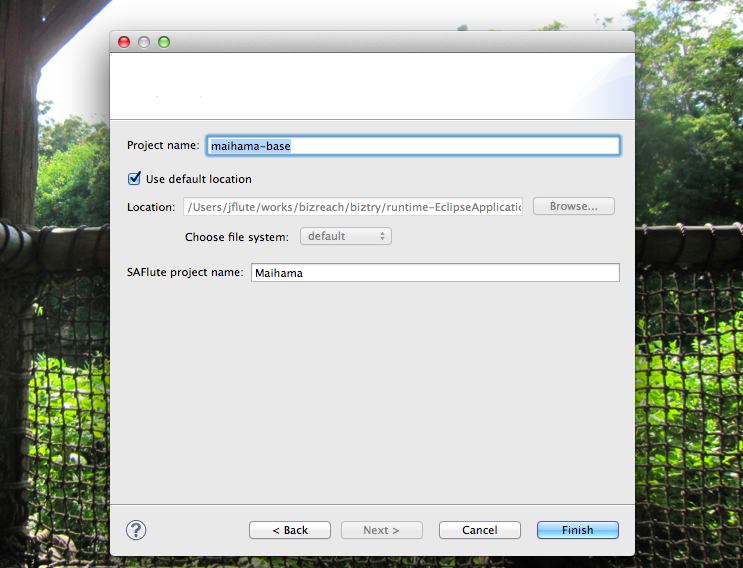 Project name: maihama-base
Use default location
Location: /Users/jflute/works/bizreach/biztry/runtime-EclipseApplicatio Browse...
Choose file system: default
SAFlute project name: Maihama
? < Back Next > Cancel Finish